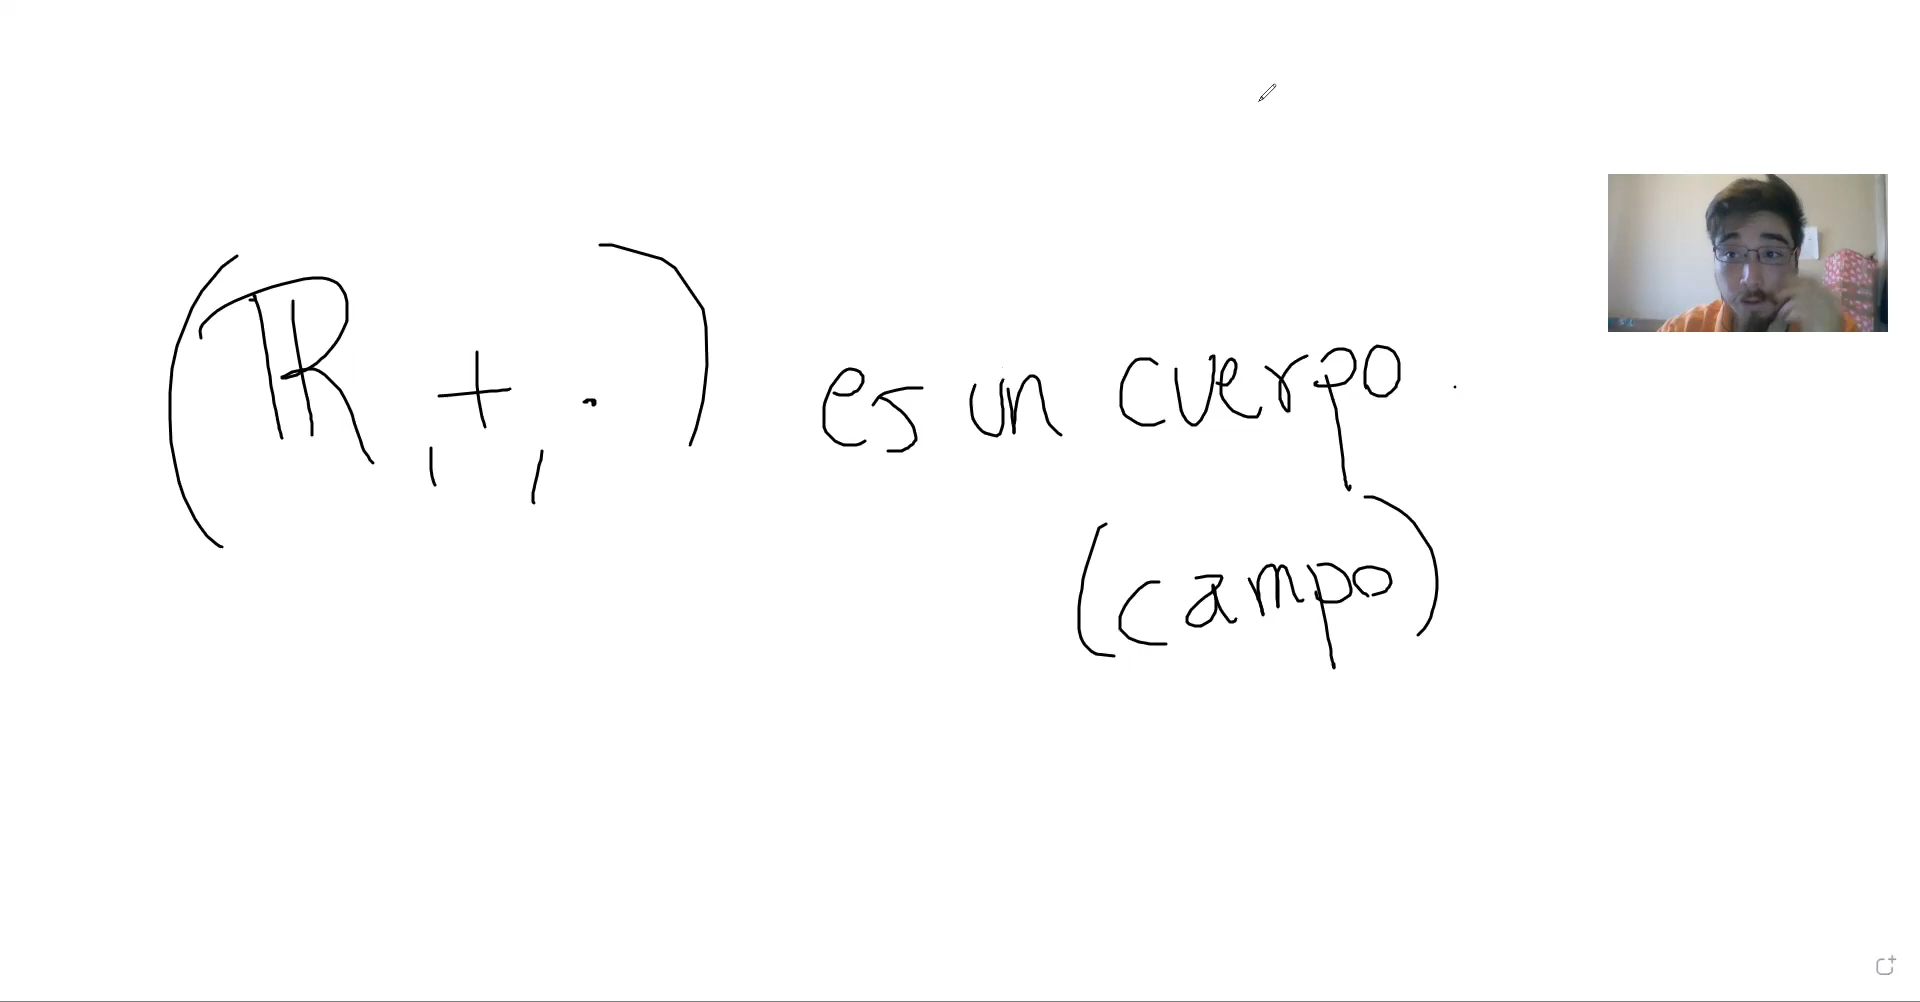 (ℝ, +, ·) es un cuerpo.
(campo)